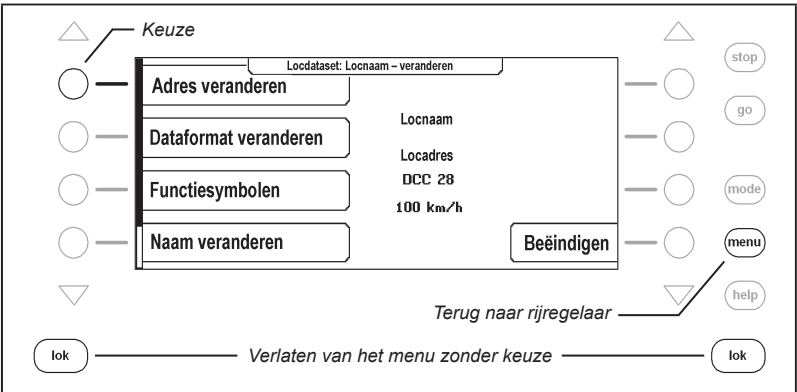 Keuze
stop
Locdataset: Locnaam – veranderen
Adres veranderen
go
Locnaam
Dataformat veranderen
Locadres
DCC 28
Functiesymbolen
mode
100 km/h
Naam veranderen
Beëindigen
menu
help
Terug naar rijregelaar
lok
Verlaten van het menu zonder keuze
lok